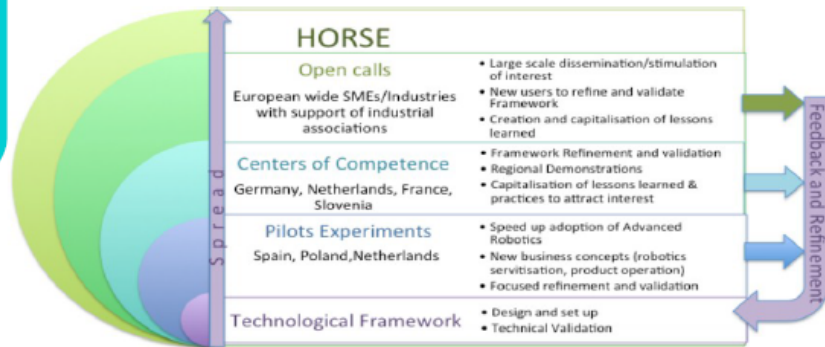 HORSE
Open calls
European wide SMEs/Industries
with support of industrial
associations
• Large scale dissemination/stimulation
of interest
• New users to refine and validate
Framework
• Creation and capitalisation of lessons
learned
Centers of Competence
Germany, Netherlands, France,
Slovenia
• Framework Refinement and validation
• Regional Demonstrations
• Capitalisation of lessons learned &
practices to attract interest
Pilots Experiments
Spain, Poland,Netherlands
• Speed up adoption of Advanced
Robotics
• New business concepts (robotics
servitisation, product operation)
• Focused refinement and validation
Technological Framework
• Design and set up
• Technical Validation
Spread
Feedback and Refinement